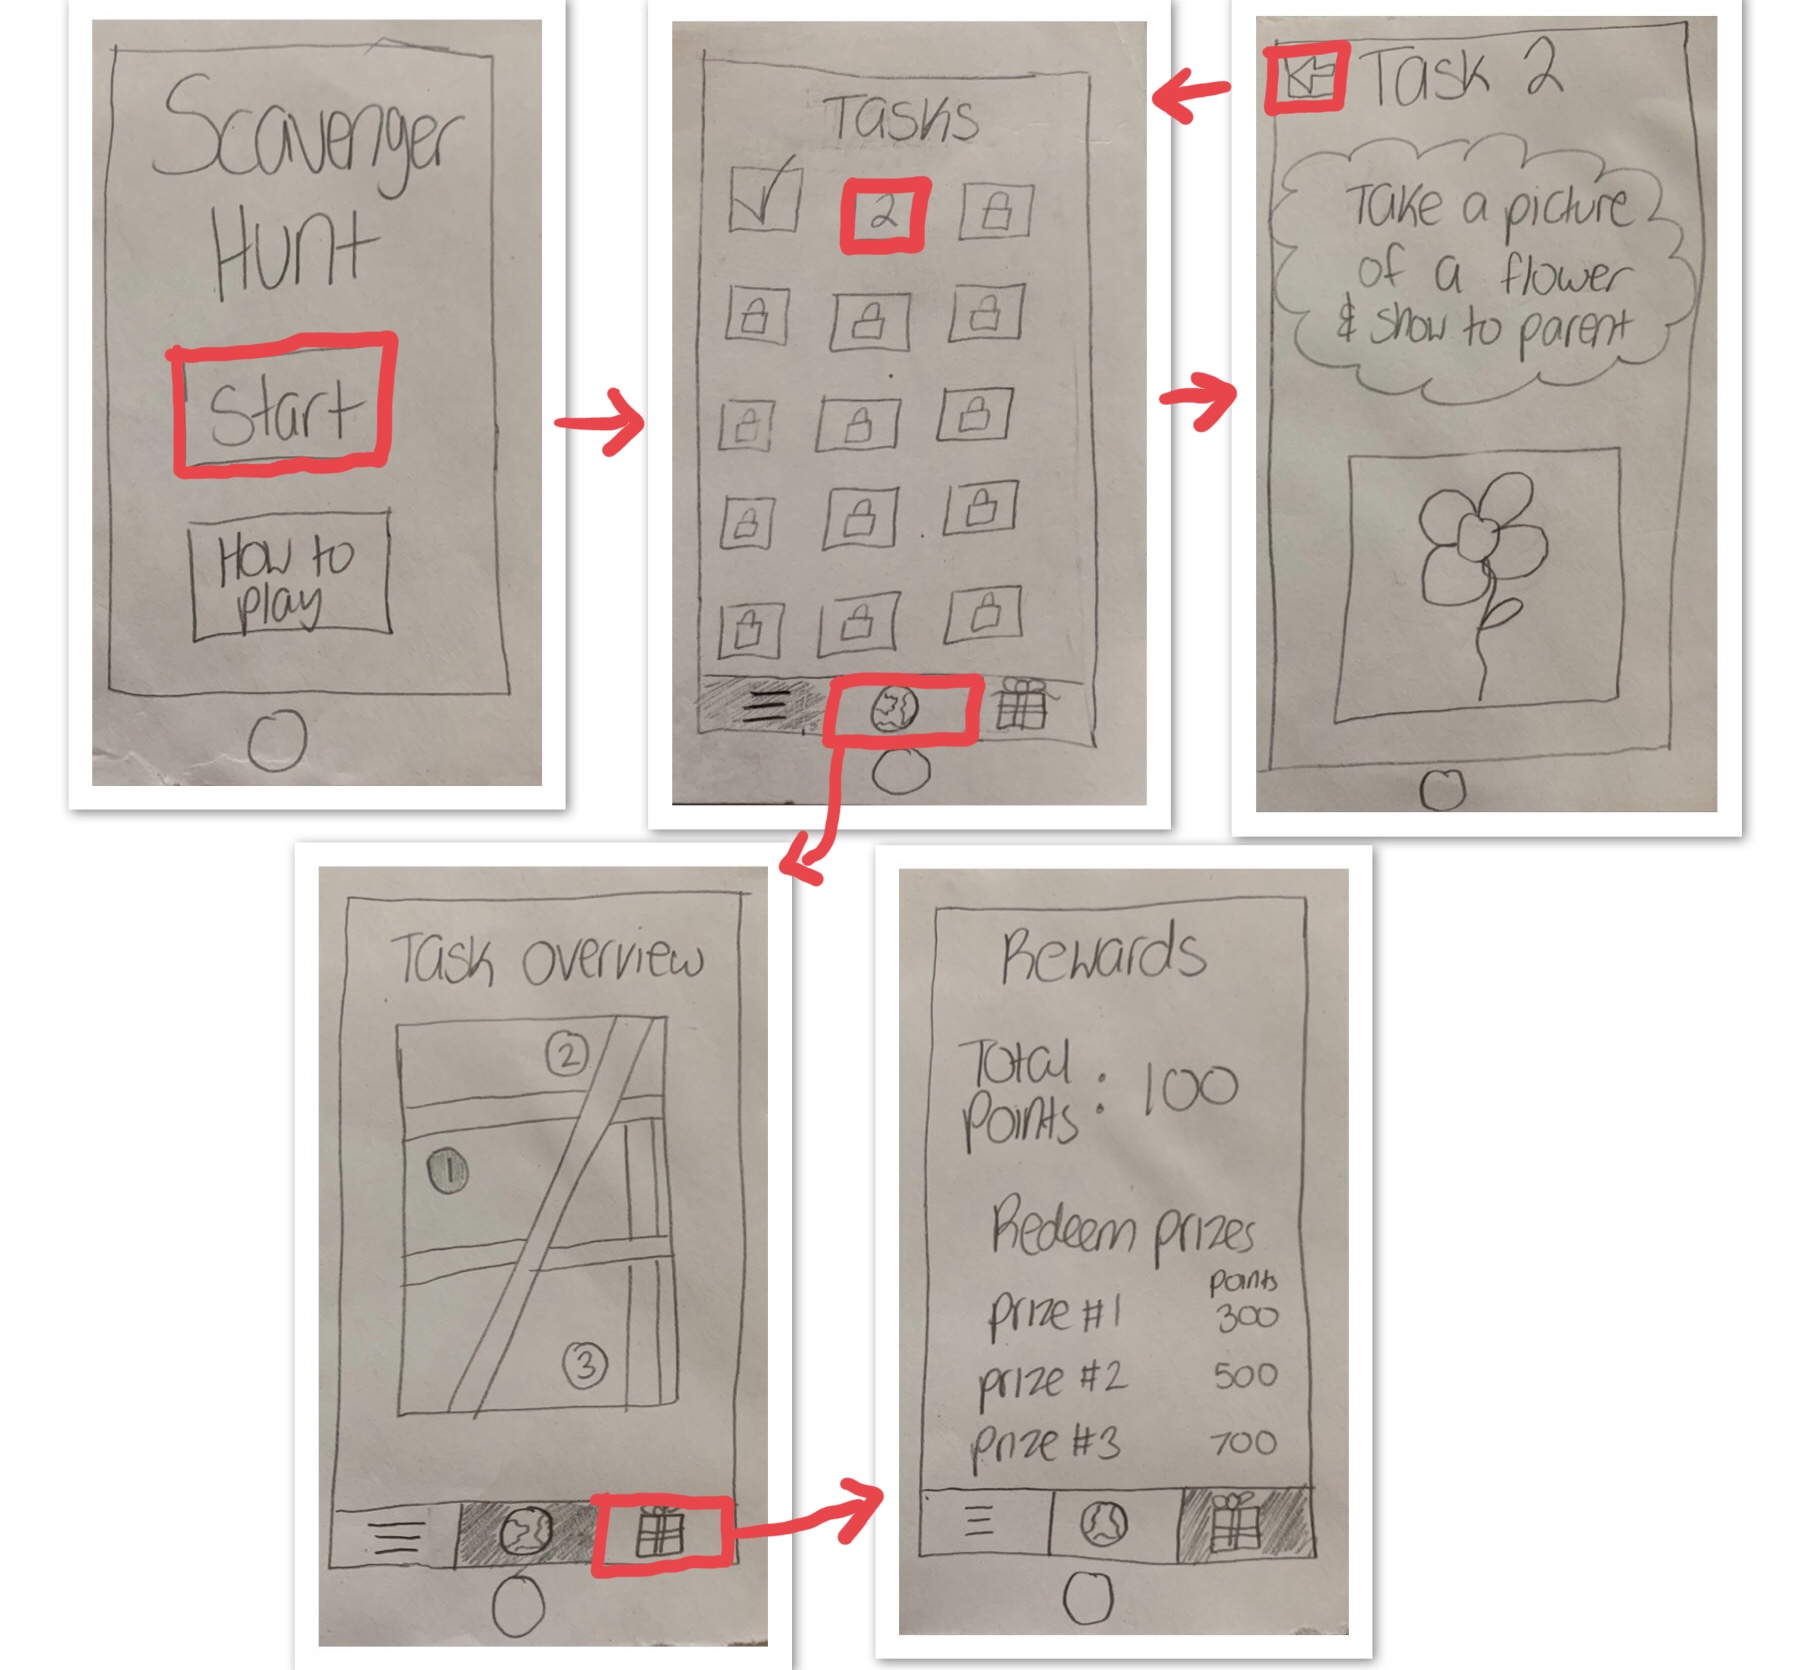 Scavenger
Hunt
Start
How to
play
Tasks
2
Task 2
Take a picture
of a flower
& show to parent
Task overview
2
1
3
Rewards
Total
Points: 100
Redeem prizes
points
prize #1 300
prize #2 500
prize #3 700